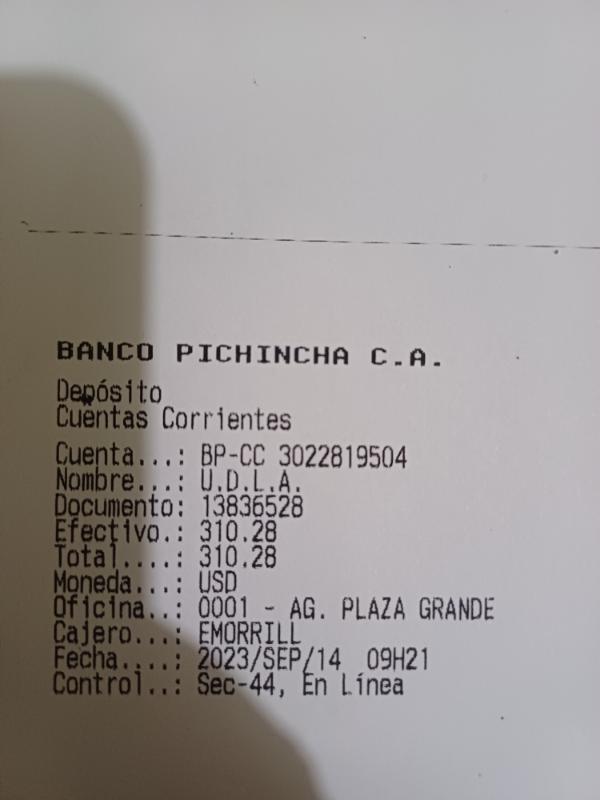 BANCO PICHINCHA C.A.
Depósito
Cuentas Corrientes
Cuenta...: BP-CC 3022819504
Nombre...: U.D.L.A.
Documento: 13836528
Efectivo.: 310.28
Total....: 310.28
Moneda...: USD
Oficina..: 0001 - AG. PLAZA GRANDE
Cajero...: EMORRILL
Fecha....: 2023/SEP/14 09H21
Control..: Sec-44, En Línea